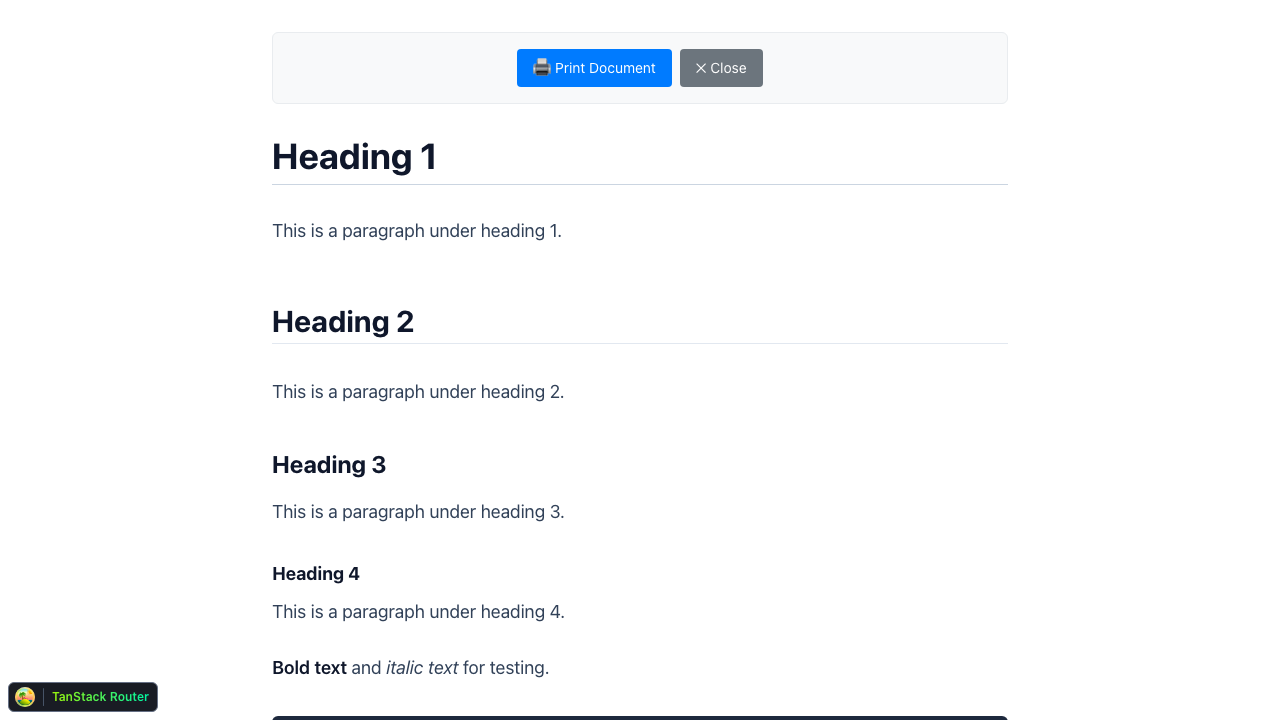 🖨️ Print Document
✕ Close
Heading 1
This is a paragraph under heading 1.
Heading 2
This is a paragraph under heading 2.
Heading 3
This is a paragraph under heading 3.
Heading 4
This is a paragraph under heading 4.
Bold text and italic text for testing.
TanStack Router